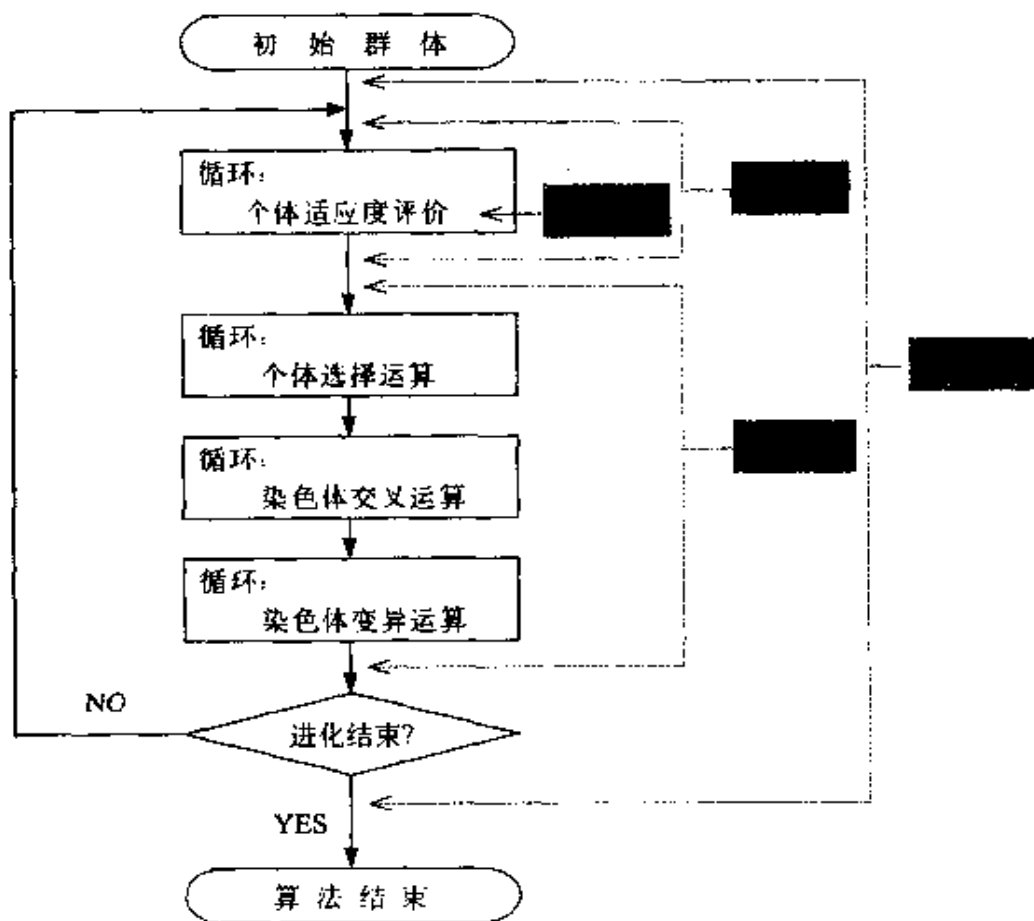 初始群体
循环:
个体适应度评价
循环:
个体选择运算
循环:
染色体交叉运算
循环:
染色体变异运算
NO
进化结束?
YES
算法结束